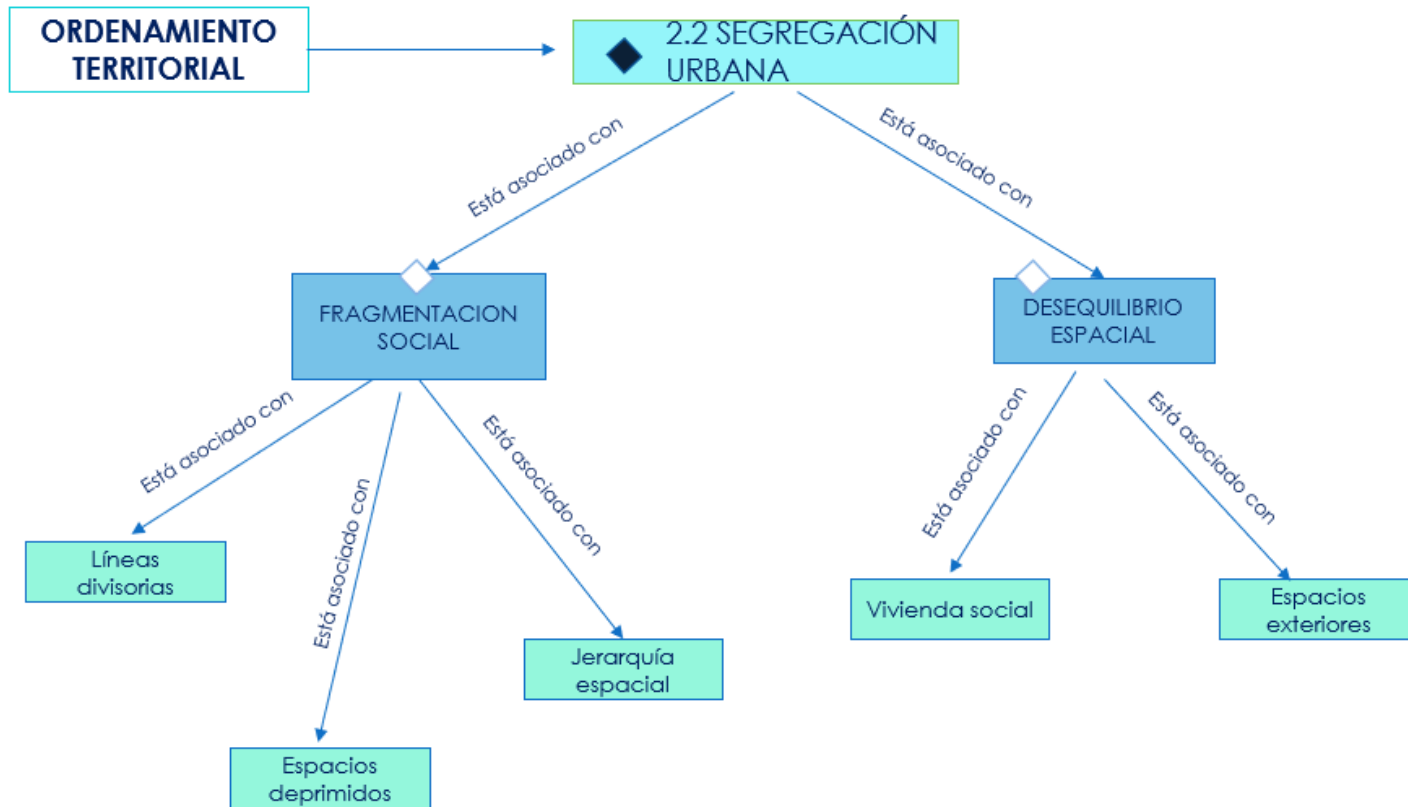 ORDENAMIENTO
TERRITORIAL
2.2 SEGREGACIÓN
URBANA
Está asociado con
Está asociado con
FRAGMENTACION
SOCIAL
DESEQUILIBRIO
ESPACIAL
Está asociado con
Está asociado con
Está asociado con
Está asociado con
Está asociado con
Líneas
divisorias
Espacios
deprimidos
Jerarquía
espacial
Vivienda social
Espacios
exteriores